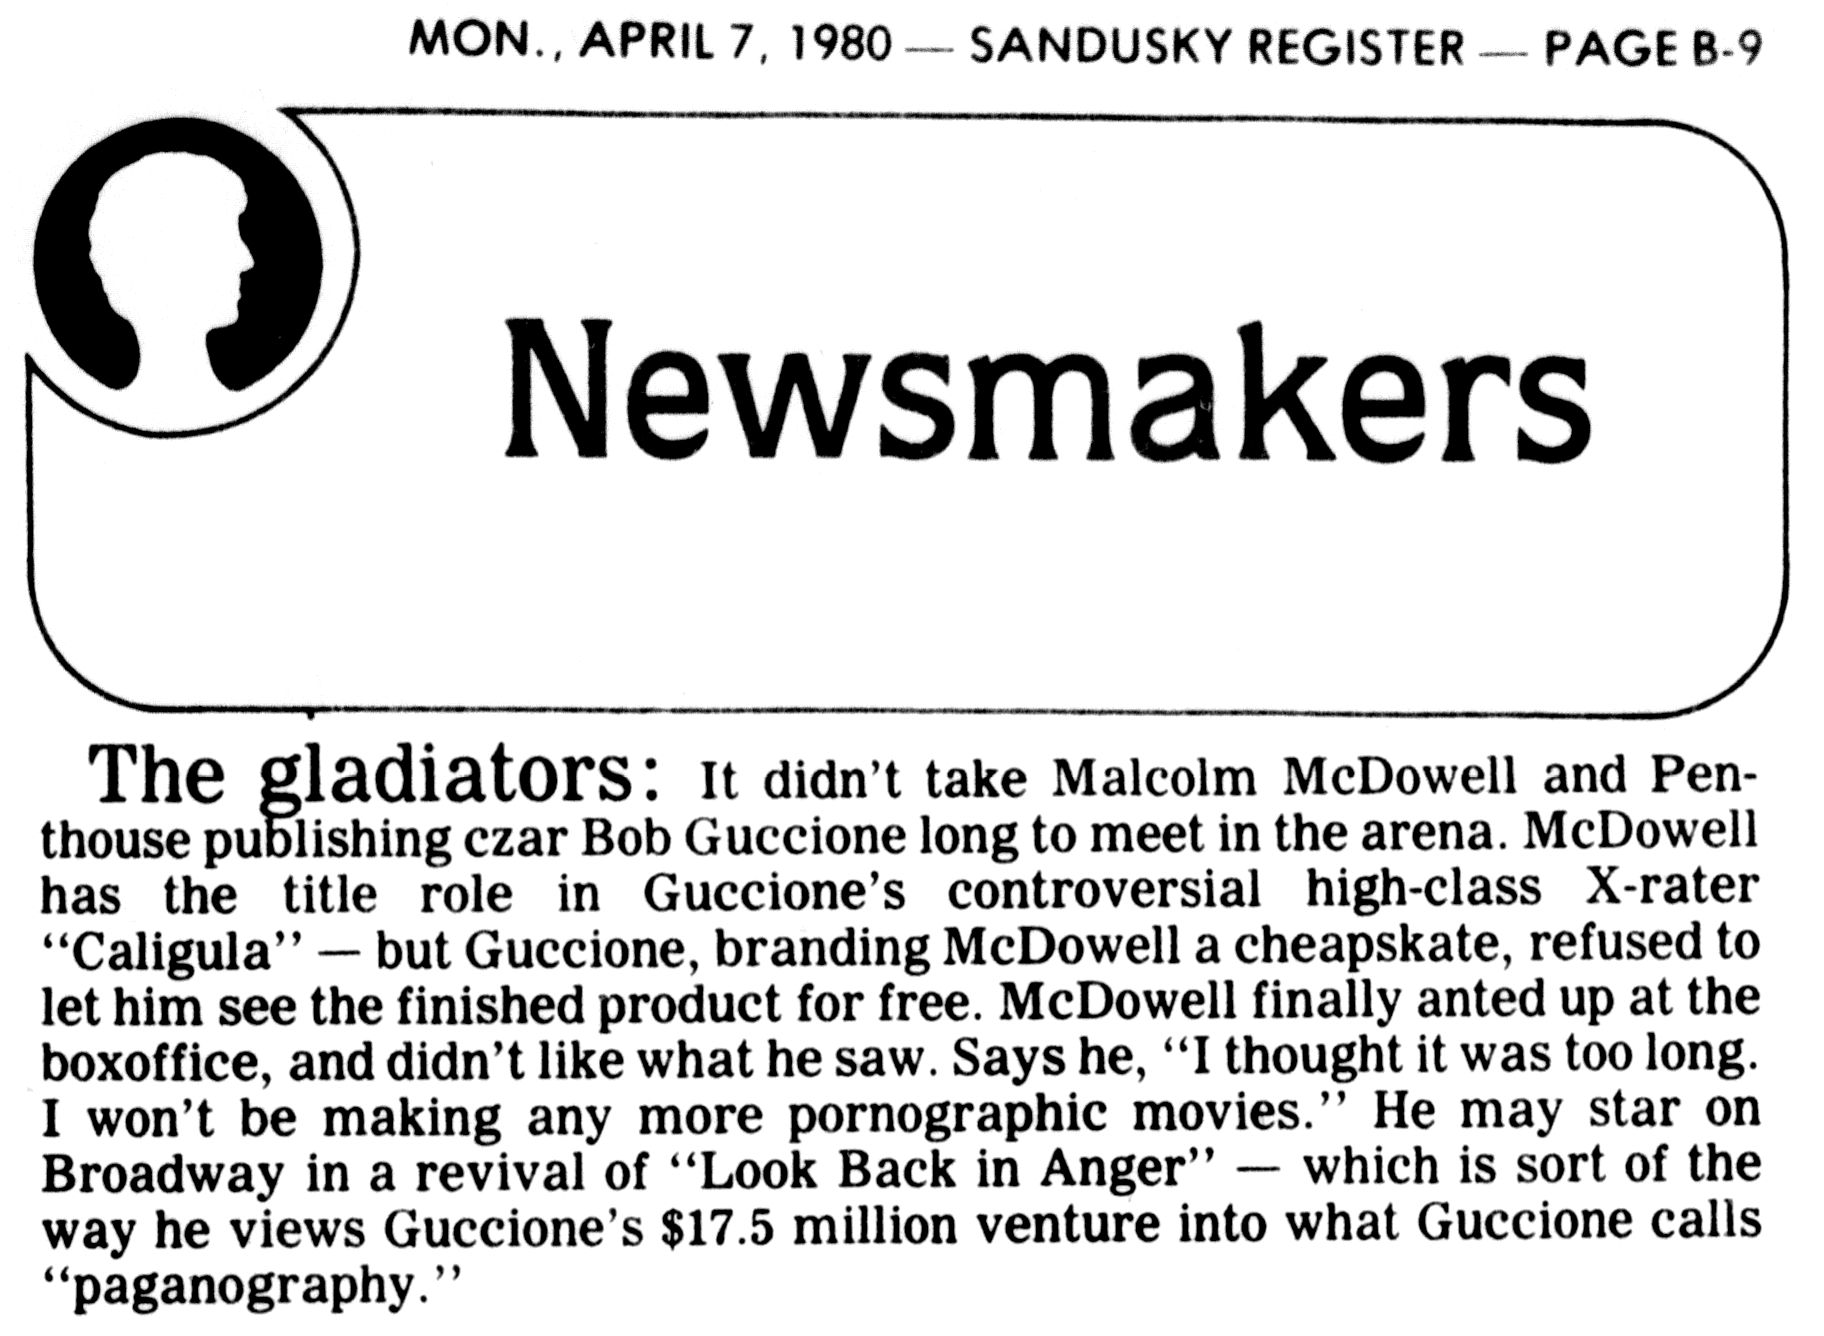 MON., APRIL 7, 1980 — SANDUSKY REGISTER — PAGE B-9
Newsmakers
The gladiators: It didn't take Malcolm McDowell and Pen-
thouse publishing czar Bob Guccione long to meet in the arena. McDowell
has the title role in Guccione's controversial high-class X-rater
“Caligula” — but Guccione, branding McDowell a cheapskate, refused to
let him see the finished product for free. McDowell finally anted up at the
boxoffice, and didn't like what he saw. Says he, “I thought it was too long.
I won't be making any more pornographic movies.” He may star on
Broadway in a revival of “Look Back in Anger” — which is sort of the
way he views Guccione's $17.5 million venture into what Guccione calls
“paganography.”